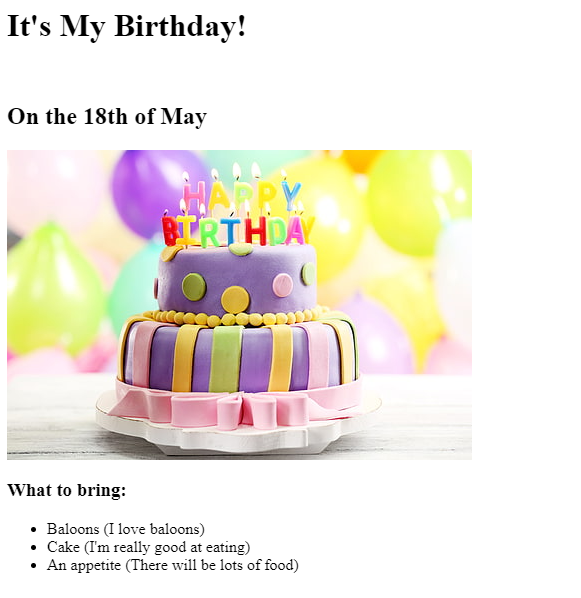 It's My Birthday!
On the 18th of May
HAPPY
BIRTHDAY
What to bring:
Baloons (I love baloons)
Cake (I'm really good at eating)
An appetite (There will be lots of food)